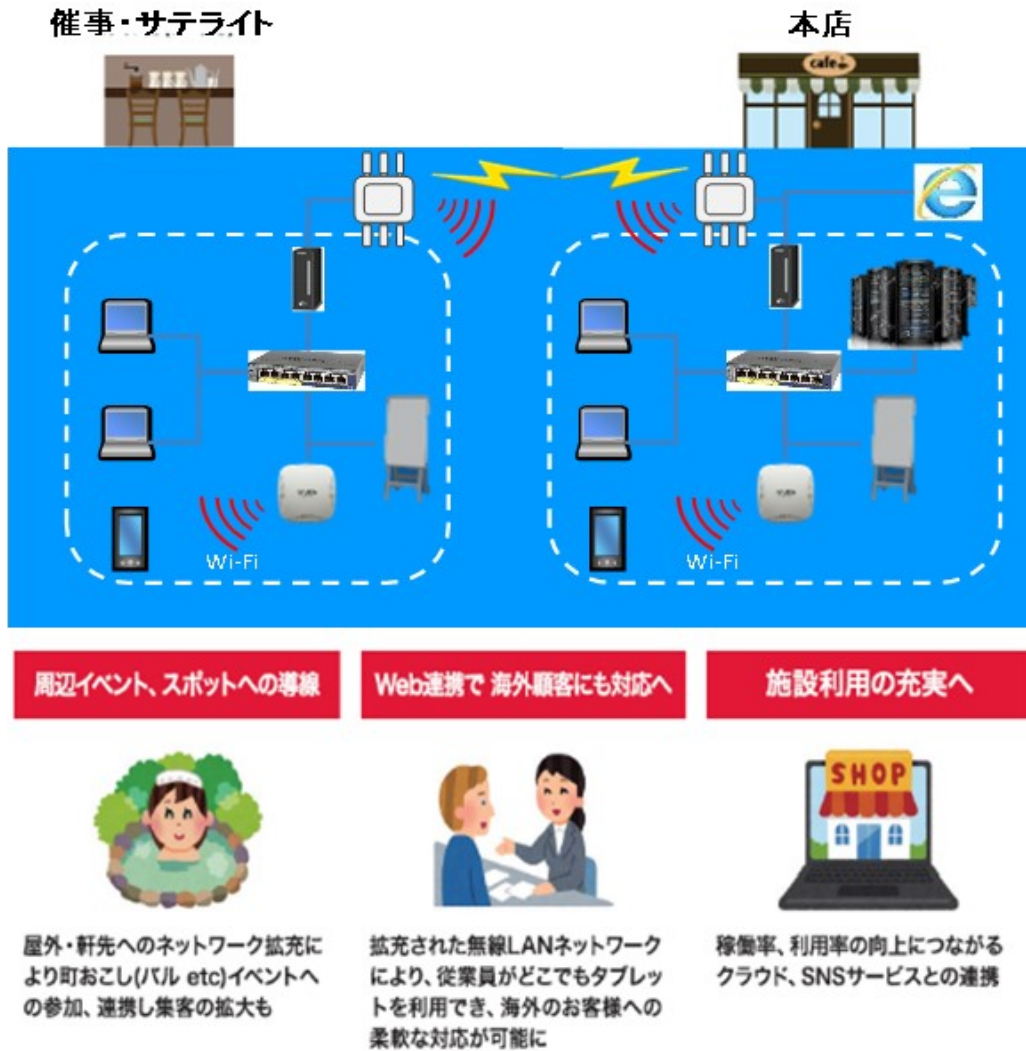 催事・サテライト
本店
cafe
Wi-Fi
Wi-Fi
周辺イベント、スポットへの導線
Web連携で 海外顧客にも対応へ
施設利用の充実へ
SHOP
屋外・軒先へのネットワーク拡充に
より町おこし(バル etc)イベントへ
の参加、連携し集客の拡大も
拡充された無線LANネットワーク
により、従業員がどこでもタブレッ
トを利用でき、海外のお客様への
柔軟な対応が可能に
稼働率、利用率の向上につながる
クラウド、SNSサービスとの連携